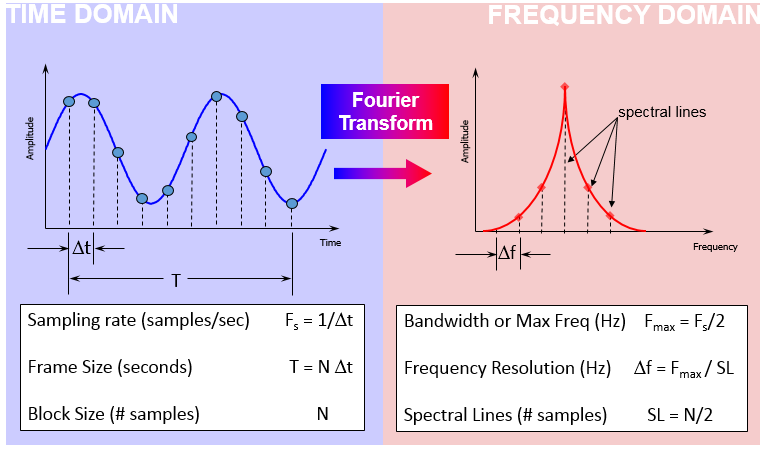 TIME DOMAIN
FREQUENCY DOMAIN
Amplitude
Time
Δt
T
Fourier
Transform
Amplitude
spectral lines
Frequency
Δf
Sampling rate (samples/sec) Fs = 1/Δt
Frame Size (seconds) T = N Δt
Block Size (# samples) N
Bandwidth or Max Freq (Hz) Fmax = Fs/2
Frequency Resolution (Hz) Δf = Fmax / SL
Spectral Lines (# samples) SL = N/2